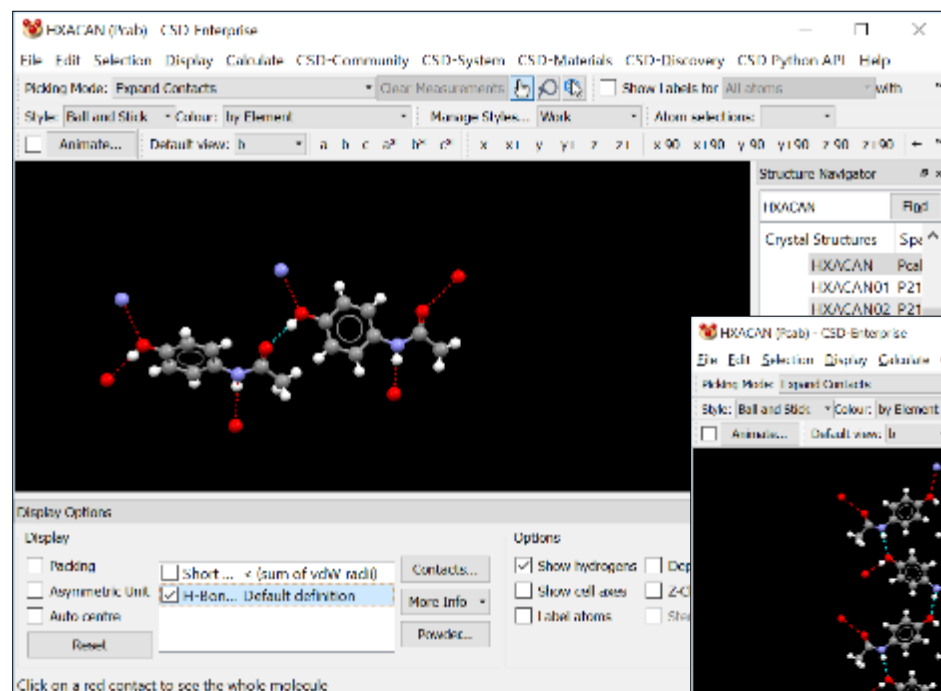 HXACAN (Pcab) - CSD-Enterprise
File Edit Selection Display Calculate CSD-Community CSD-System CSD-Materials CSD-Discovery CSD Python API Help
Picking Mode: Expand Contacts Clear Measurements Show Labels for All atoms with
Style: Ball and Stick Colour: by Element Manage Styles... Work Atom selections:
Animate... Default view: b a b c a* b* c* x- x+ y- y+ z- z+ x-90 x+90 y-90 y+90 z-90 z+90
Structure Navigator
HXACAN Find
Crystal Structures Spa
HXACAN Pcab
HXACAN01 P21
HXACAN02 P21
HXACAN (Pcab) - CSD-Enterprise
File Edit Selection Display Calculate
Picking Mode: Expand Contacts
Style: Ball and Stick Colour: by Element
Animate... Default view: b
Display Options
Display
Options
Packing
Short ... < (sum of vdW radii)
Contacts...
Show hydrogens
Dep
Asymmetric Unit
H-Bon... Default definition
More Info
Show cell axes
Z-Cl
Auto centre
Label atoms
Ste
Reset
Powder...
Click on a red contact to see the whole molecule